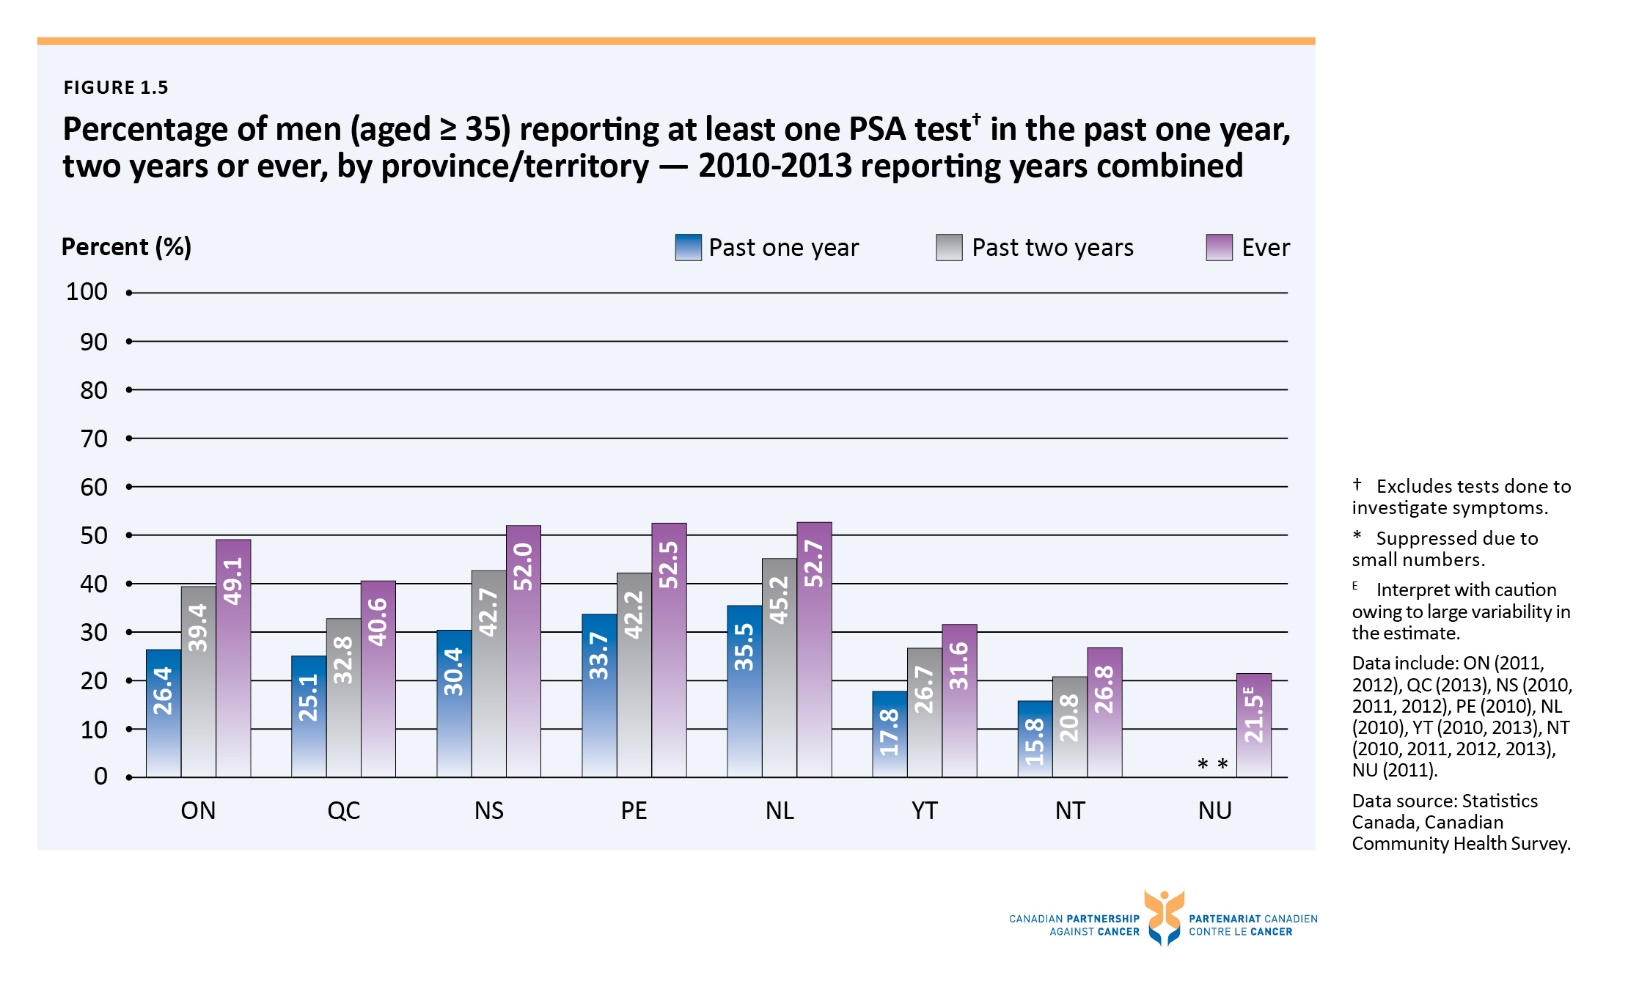 FIGURE 1.5
Percentage of men (aged ≥ 35) reporting at least one PSA test† in the past one year,
two years or ever, by province/territory — 2010-2013 reporting years combined
Percent (%)
Past one year
Past two years
Ever
100
90
80
70
60
50
40
30
20
10
0
26.4
39.4
49.1
25.1
32.8
40.6
30.4
42.7
52.0
33.7
42.2
52.5
35.5
45.2
52.7
17.8
26.7
31.6
15.8
20.8
26.8
* *
21.5E
ON
QC
NS
PE
NL
YT
NT
NU
† Excludes tests done to
investigate symptoms.
* Suppressed due to
small numbers.
E Interpret with caution
owing to large variability in
the estimate.
Data include: ON (2011,
2012), QC (2013), NS (2010,
2011, 2012), PE (2010), NL
(2010), YT (2010, 2013), NT
(2010, 2011, 2012, 2013),
NU (2011).
Data source: Statistics
Canada, Canadian
Community Health Survey.
CANADIAN PARTNERSHIP
AGAINST CANCER
PARTENARIAT CANADIEN
CONTRE LE CANCER